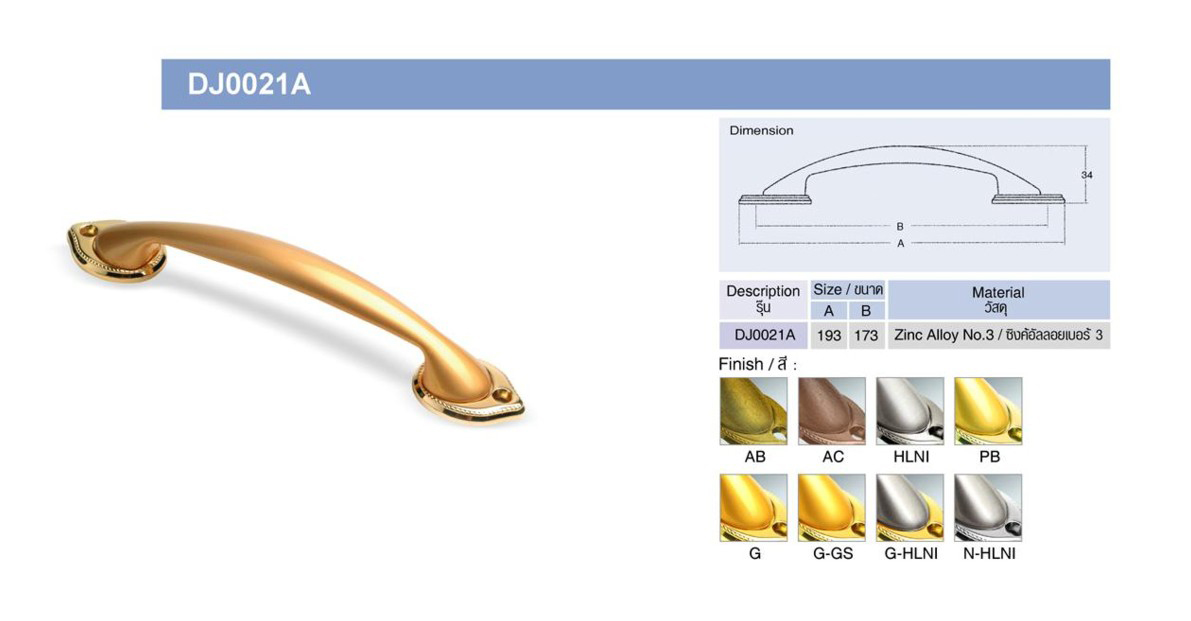 DJ0021A
Dimension
34
B
A
Description
รุ่น
Size / ขนาด
A B
Material
วัสดุ
DJ0021A 193 173 Zinc Alloy No.3 / ซิงค์อัลลอยเบอร์ 3
Finish / สี :
AB AC HLNI PB
G G-GS G-HLNI N-HLNI